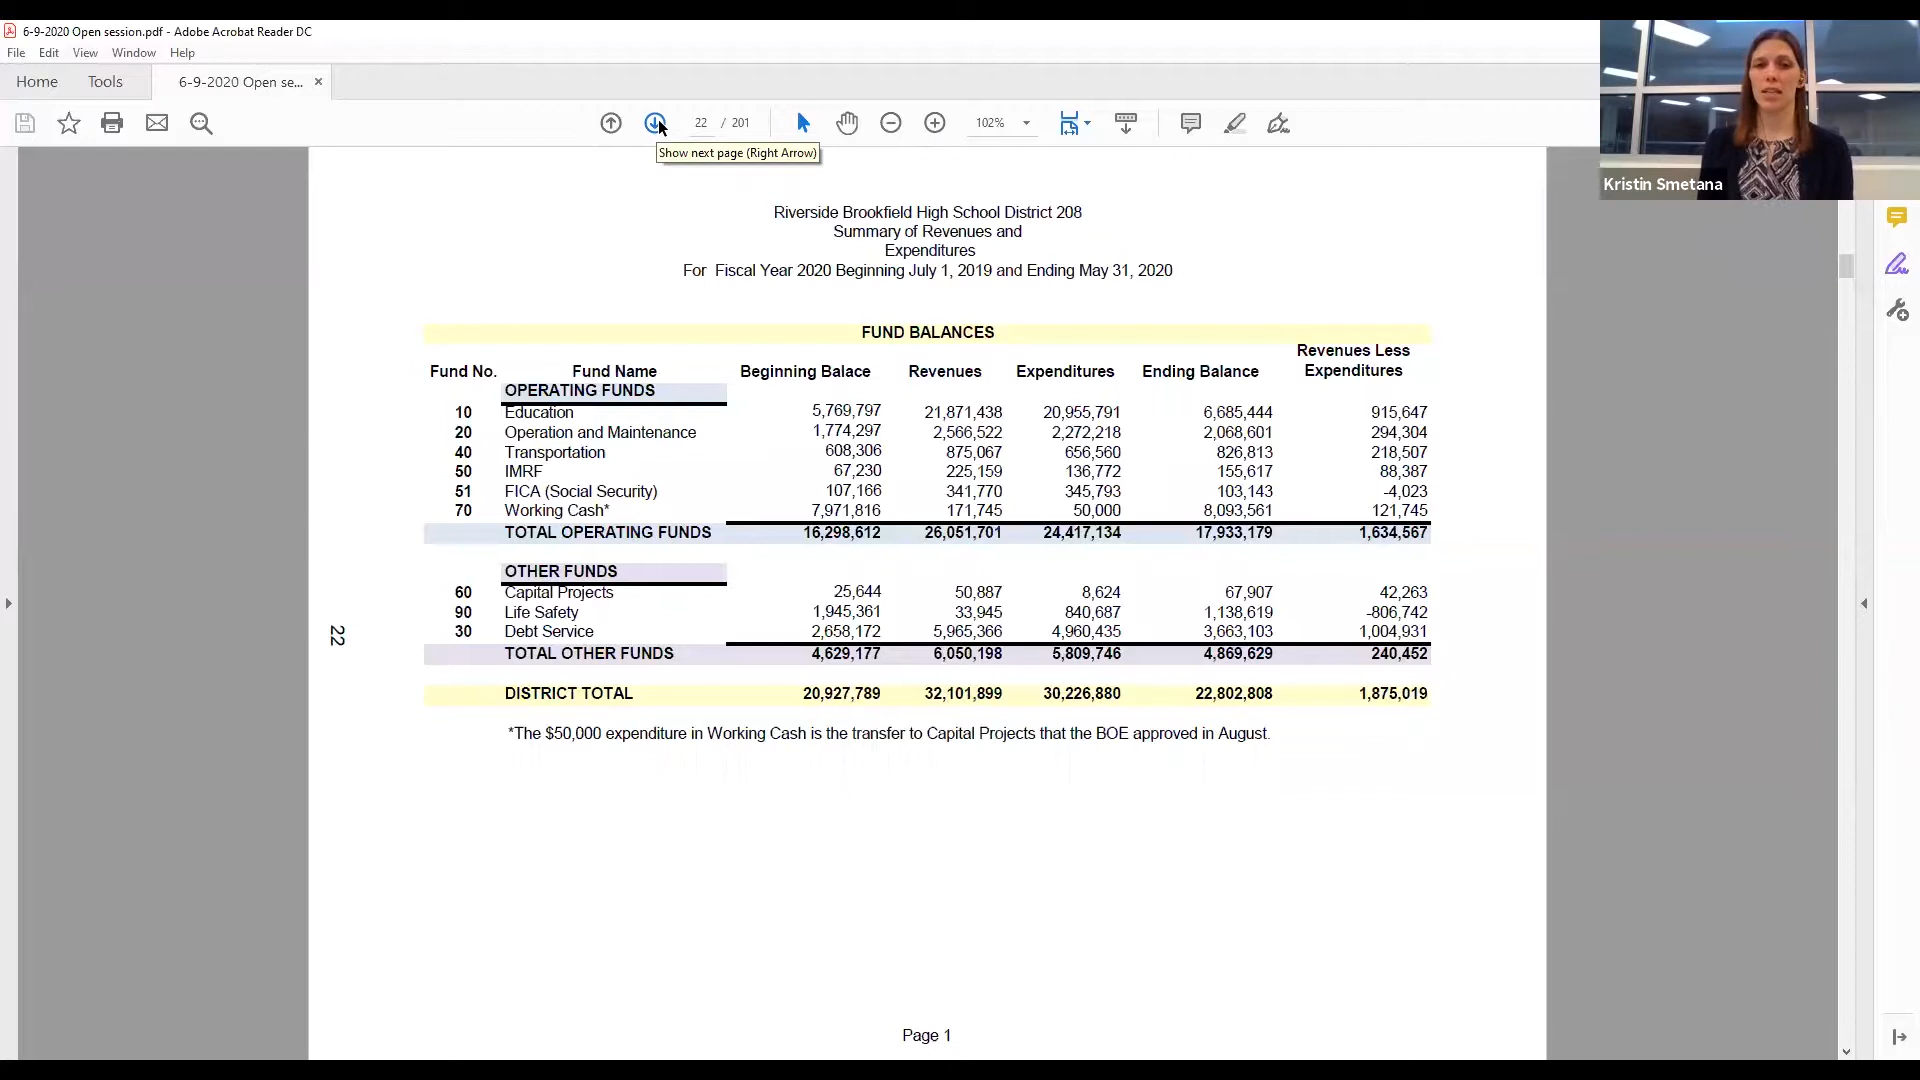 6-9-2020 Open session.pdf - Adobe Acrobat Reader DC
File Edit View Window Help
Home Tools 6-9-2020 Open se... ×
22 / 201 102%
Show next page (Right Arrow)
Kristin Smetana
Riverside Brookfield High School District 208
Summary of Revenues and
Expenditures
For Fiscal Year 2020 Beginning July 1, 2019 and Ending May 31, 2020
FUND BALANCES
Fund No. Fund Name Beginning Balace Revenues Expenditures Ending Balance Revenues Less Expenditures
OPERATING FUNDS
10 Education 5,769,797 21,871,438 20,955,791 6,685,444 915,647
20 Operation and Maintenance 1,774,297 2,566,522 2,272,218 2,068,601 294,304
40 Transportation 608,306 875,067 656,560 826,813 218,507
50 IMRF 67,230 225,159 136,772 155,617 88,387
51 FICA (Social Security) 107,166 341,770 345,793 103,143 -4,023
70 Working Cash* 7,971,816 171,745 50,000 8,093,561 121,745
TOTAL OPERATING FUNDS 16,298,612 26,051,701 24,417,134 17,933,179 1,634,567
OTHER FUNDS
60 Capital Projects 25,644 50,887 8,624 67,907 42,263
90 Life Safety 1,945,361 33,945 840,687 1,138,619 -806,742
30 Debt Service 2,658,172 5,965,366 4,960,435 3,663,103 1,004,931
TOTAL OTHER FUNDS 4,629,177 6,050,198 5,809,746 4,869,629 240,452
DISTRICT TOTAL 20,927,789 32,101,899 30,226,880 22,802,808 1,875,019
*The $50,000 expenditure in Working Cash is the transfer to Capital Projects that the BOE approved in August.
22
Page 1